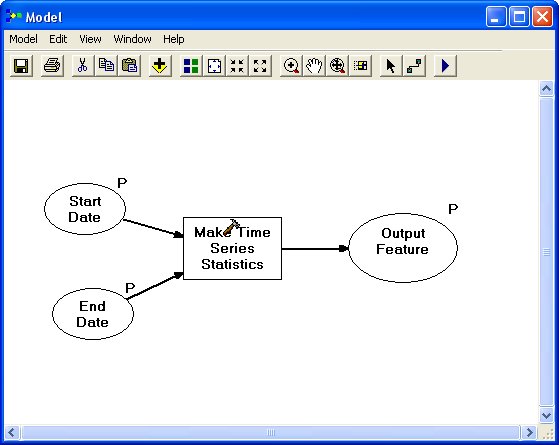 Model
Model Edit View Window Help
P
Start
Date
P
End
Date
Make Time
Series
Statistics
P
Output
Feature